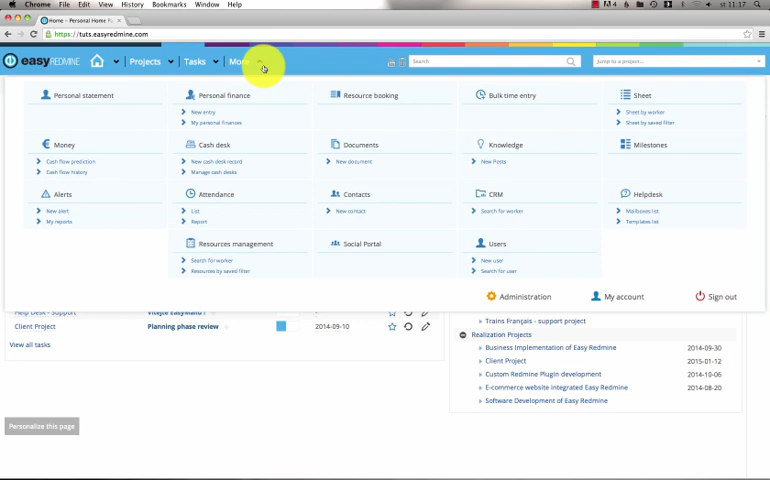 Chrome File Edit View History Bookmarks Window Help
4
st 11:17
Home – Personal Home Pa
https://tuts.easyredmine.com
easyREDMINE
Projects
Tasks
More
Search
Jump to a project...
Personal statement
Personal finance
Resource booking
Bulk time entry
Sheet
New entry
Sheet by worker
My personal finances
Sheet by saved filter
Money
Cash desk
Documents
Knowledge
Milestones
Cash flow prediction
New cash desk record
New document
New Posts
Cash flow history
Manage cash desks
Alerts
Attendance
Contacts
CRM
Helpdesk
New alert
List
New contact
Search for worker
Mailboxes list
My reports
Report
Templates list
Resources management
Social Portal
Users
Search for worker
New user
Resources by saved filter
Search for user
Administration
My account
Sign out
Help Desk - Support
Trains Français - support project
Client Project
Planning phase review
2014-09-10
Realization Projects
View all tasks
Business Implementation of Easy Redmine
2014-09-30
Client Project
2015-01-12
Custom Redmine Plugin development
2014-10-06
E-commerce website integrated Easy Redmine
2014-08-20
Software Development of Easy Redmine
Personalize this page